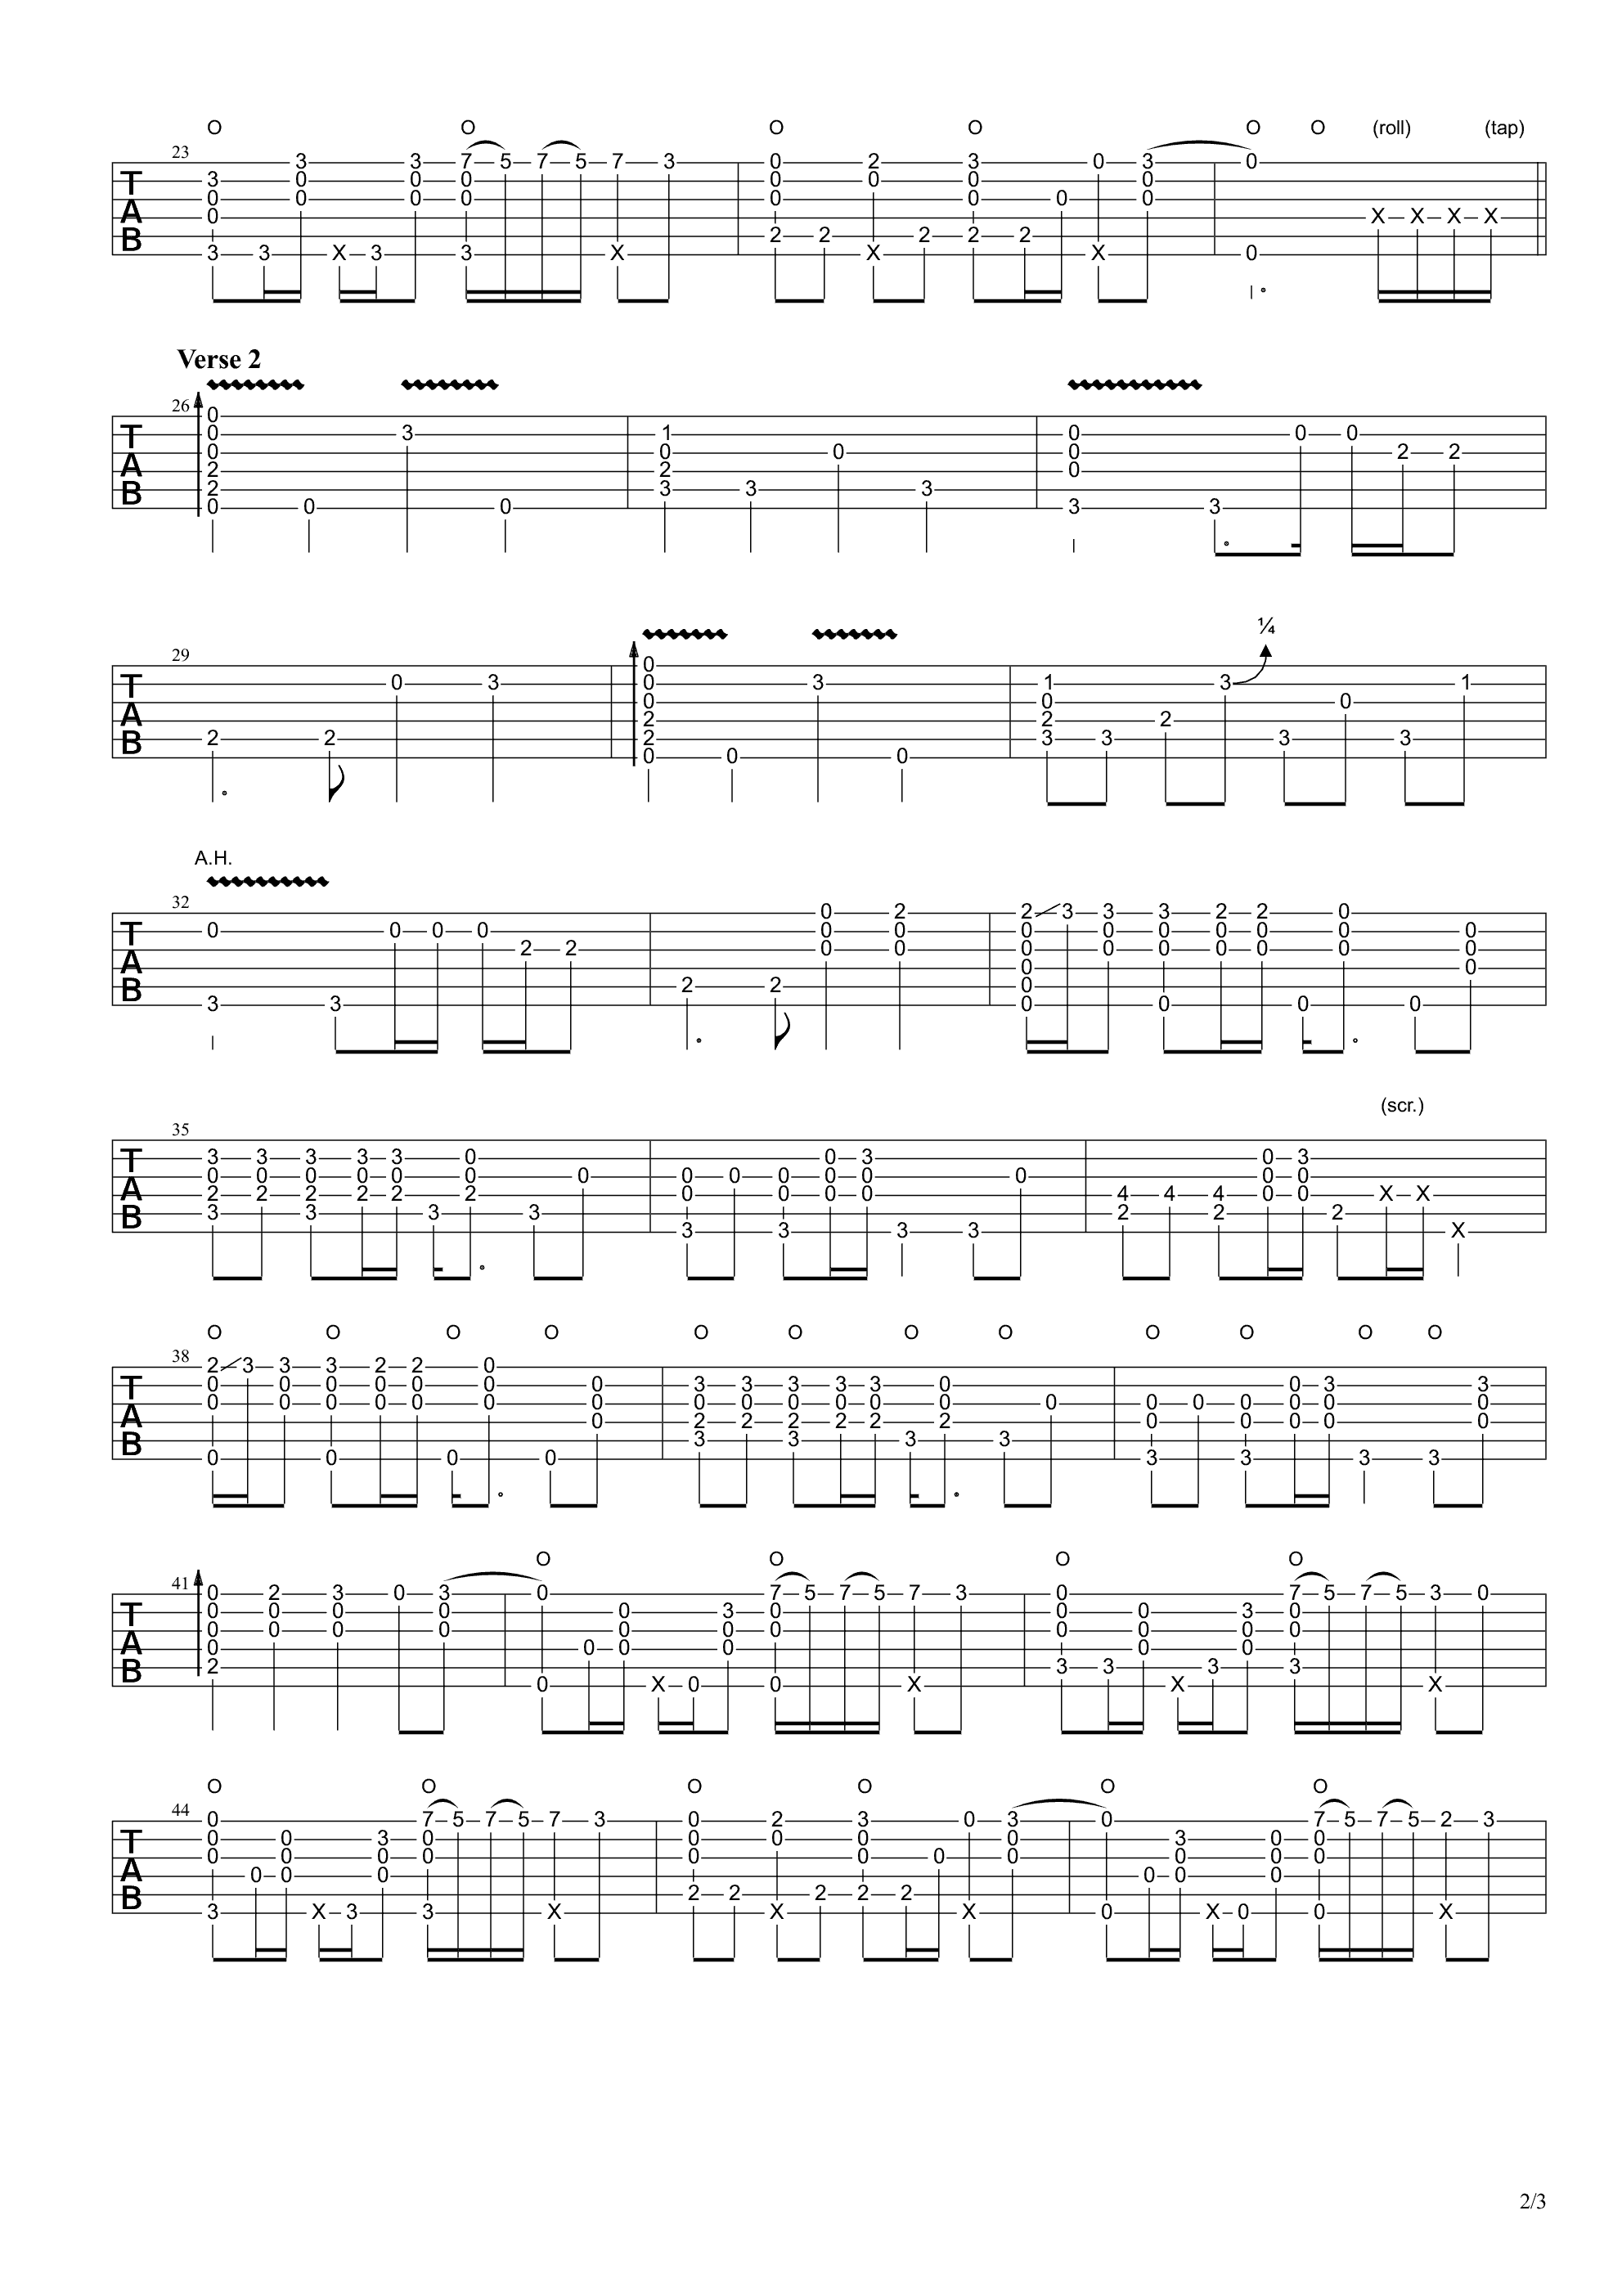 O O O O O O (roll) (tap)
23
3 3 7 5 7 5 7 3 0 2 3 0 3 0
T 3 0 0 0 0 0 0 0
0 0 0 0 0 0 0 0
A 0 X X X X
B 2 2 2 2 2
3 3 X 3 3 X X X 0
Verse 2
26
0
T 0 3 1 0 0 0
0 0 0 0 2 2
A 2 2 0
B 2 3 3 3
0 0 0 3 3
¼
29
0
T 0 3 0 3 1 3 1
0 0 0
A 2 2 2
B 2 2 2 3 3 3 3
0 0 0
A.H.
32
0 2 2 3 3 3 2 2 0
T 0 0 0 0 0 0 0 0 0 0 0 0 0
2 2 0 0 0 0 0 0 0 0 0
A 0 0
B 2 2 0
3 3 0 0 0 0
(scr.)
35
T 3 3 3 3 3 0 0 3 0 3
0 0 0 0 0 0 0 0 0 0 0 0 0 0 0
A 2 2 2 2 2 2 0 0 0 0 4 4 4 0 0 X X
B 3 3 3 3 2 2 2
3 3 3 3 X
O O O O O O O O O O O O
38
2 3 3 3 2 2 0
T 0 0 0 0 0 0 0 3 3 3 3 3 0 0 3 3
0 0 0 0 0 0 0 0 0 0 0 0 0 0 0 0 0 0 0 0
A 0 2 2 2 2 2 2 0 0 0 0 0
B 3 3 3 3
0 0 0 0 3 3 3 3
O O O O
41
0 2 3 0 3 0 7 5 7 5 7 3 0 7 5 7 5 3 0
T 0 0 0 0 0 3 0 0 0 3 0
0 0 0 0 0 0 0 0 0 0 0
A 0 0 0 0 0 0
B 2 3 3 3 3
0 X 0 0 X X X
O O O O O O
44
0 7 5 7 5 7 3 0 2 3 0 3 0 7 5 7 5 2 3
T 0 0 3 0 0 0 0 0 3 0 0
0 0 0 0 0 0 0 0 0 0 0
A 0 0 0 0 0 0
B 2 2 2 2 2
3 X 3 3 X X X 0 X 0 0 X
2/3